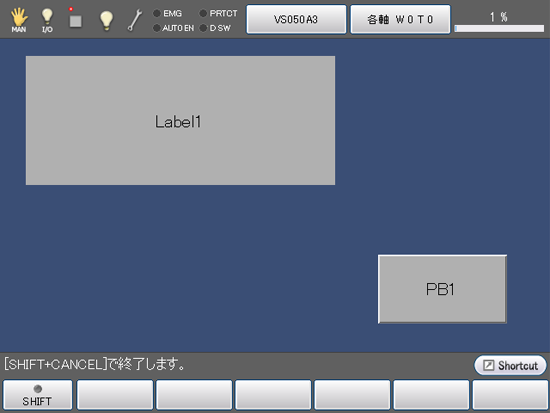 MAN
I/O
EMG
PRTCT
AUTO EN
D SW
VS050A3
各軸 W0T0
1 %
Label1
PB1
[SHIFT+CANCEL]で終了します。
Shortcut
SHIFT